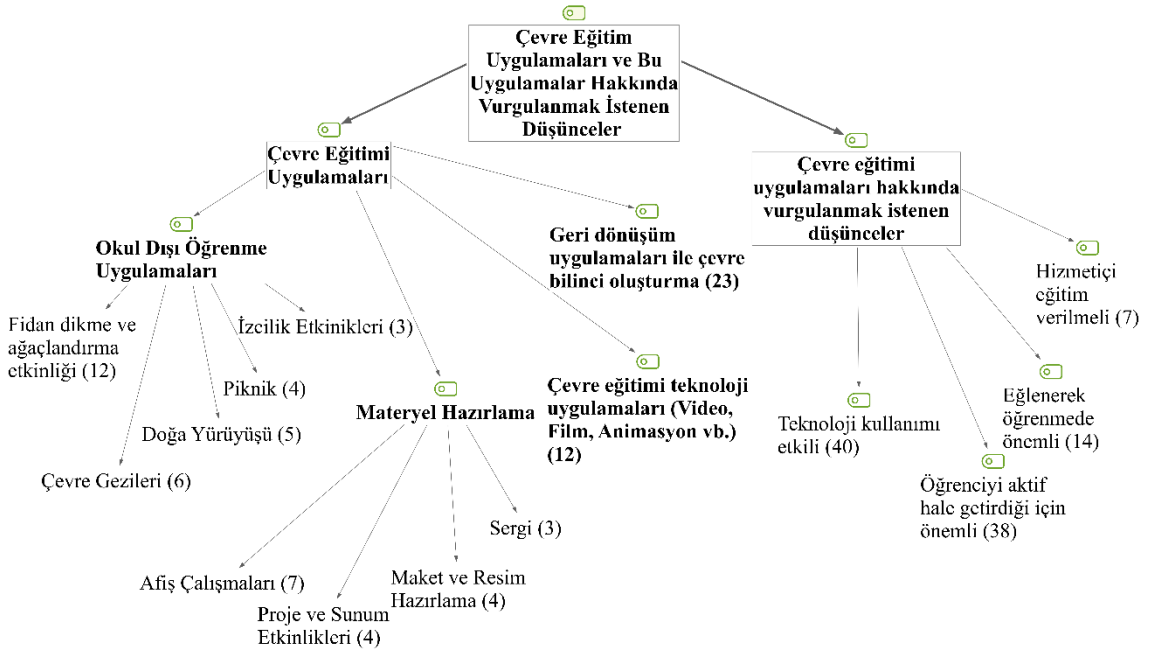 Çevre Eğitim
Uygulamaları ve Bu
Uygulamalar Hakkında
Vurgulanmak İstenen
Düşünceler
Çevre Eğitimi
Uygulamaları
Çevre eğitimi
uygulamaları hakkında
vurgulanmak istenen
düşünceler
Okul Dışı Öğrenme
Uygulamaları
Geri dönüşüm
uygulamaları ile çevre
bilinci oluşturma (23)
Hizmetiçi
eğitim
verilmeli (7)
Fidan dikme ve
ağaçlandırma
etkinliği (12)
İzcilik Etkinikleri (3)
Piknik (4)
Doğa Yürüyüşü (5)
Çevre Gezileri (6)
Materyel Hazırlama
Çevre eğitimi teknoloji
uygulamaları (Video,
Film, Animasyon vb.)
(12)
Teknoloji kullanımı
etkili (40)
Eğlenerek
öğrenmede
önemli (14)
Öğrenciyi aktif
hale getirdiği için
önemli (38)
Sergi (3)
Afiş Çalışmaları (7)
Maket ve Resim
Hazırlama (4)
Proje ve Sunum
Etkinlikleri (4)